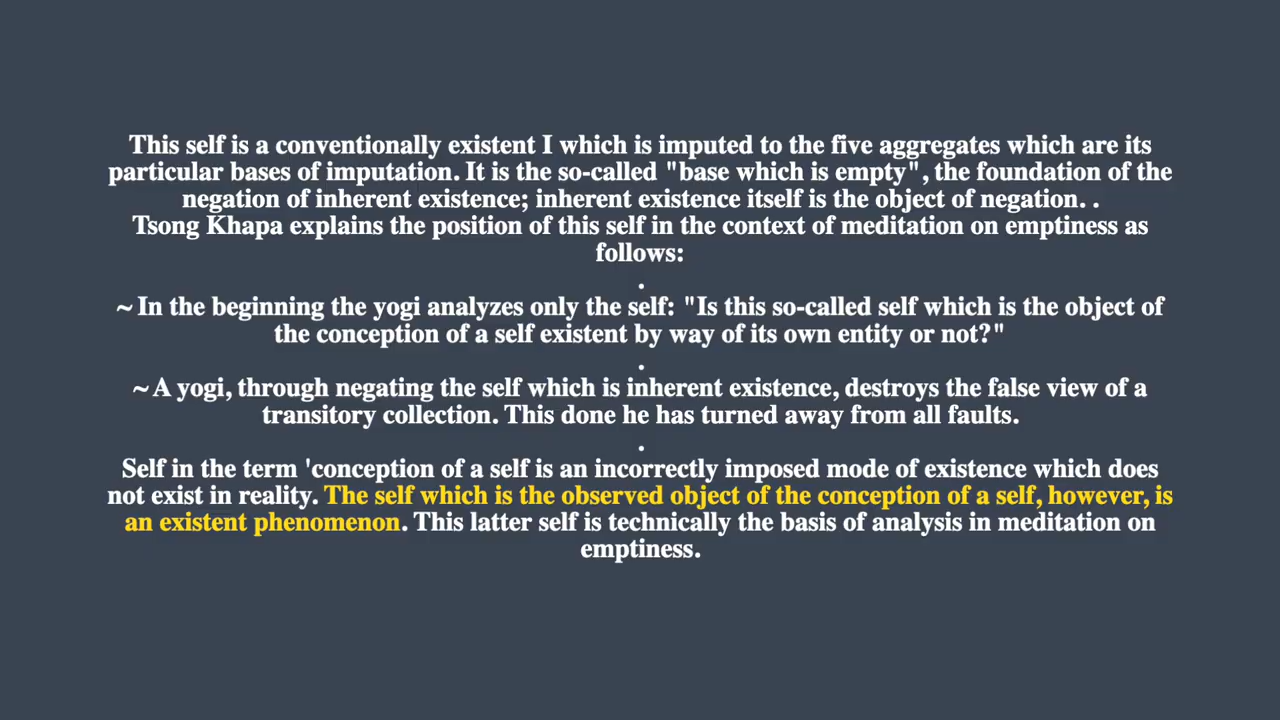 This self is a conventionally existent I which is imputed to the five aggregates which are its
particular bases of imputation. It is the so-called "base which is empty", the foundation of the
negation of inherent existence; inherent existence itself is the object of negation. .
Tsong Khapa explains the position of this self in the context of meditation on emptiness as
follows:
.
~ In the beginning the yogi analyzes only the self: "Is this so-called self which is the object of
the conception of a self existent by way of its own entity or not?"
.
~ A yogi, through negating the self which is inherent existence, destroys the false view of a
transitory collection. This done he has turned away from all faults.
.
Self in the term 'conception of a self is an incorrectly imposed mode of existence which does
not exist in reality. The self which is the observed object of the conception of a self, however, is
an existent phenomenon. This latter self is technically the basis of analysis in meditation on
emptiness.